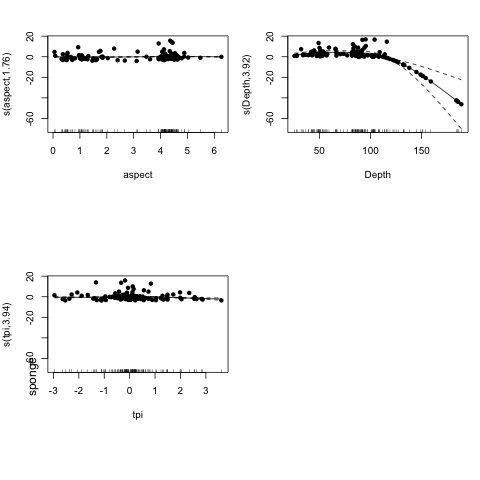 s(aspect,1.76)
20
0
-20
-60
0 1 2 3 4 5 6
aspect
s(Depth,3.92)
20
0
-20
-60
50 100 150
Depth
s(tpi,3.94)
20
0
-20
-60
sponge
-3 -2 -1 0 1 2 3
tpi